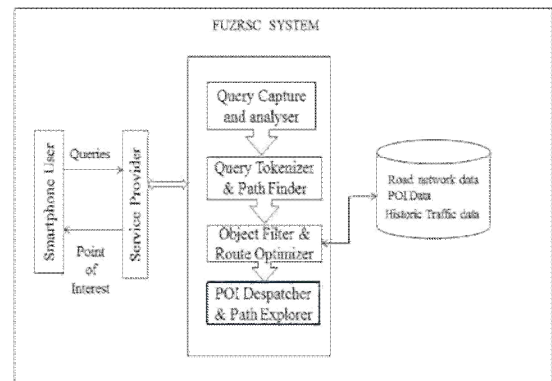 FUZRSC SYSTEM
Query Capture
and analyser
Smartphone User
Queries
Service Provider
Query Tokenizer
& Path Finder
Road network data
POI Data
Historic Traffic data
Point
of
Interest
Object Filter &
Route Optimizer
POI Despatcher
& Path Explorer